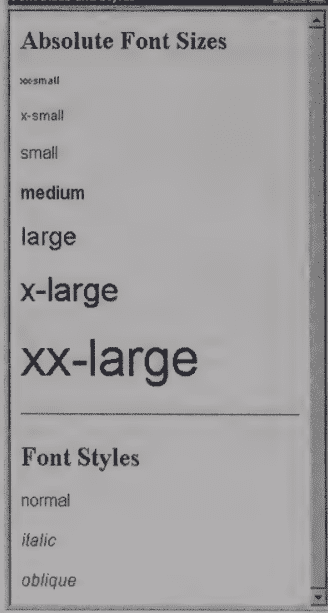 Absolute Font Sizes
xx-small
x-small
small
medium
large
x-large
xx-large
Font Styles
normal
italic
oblique